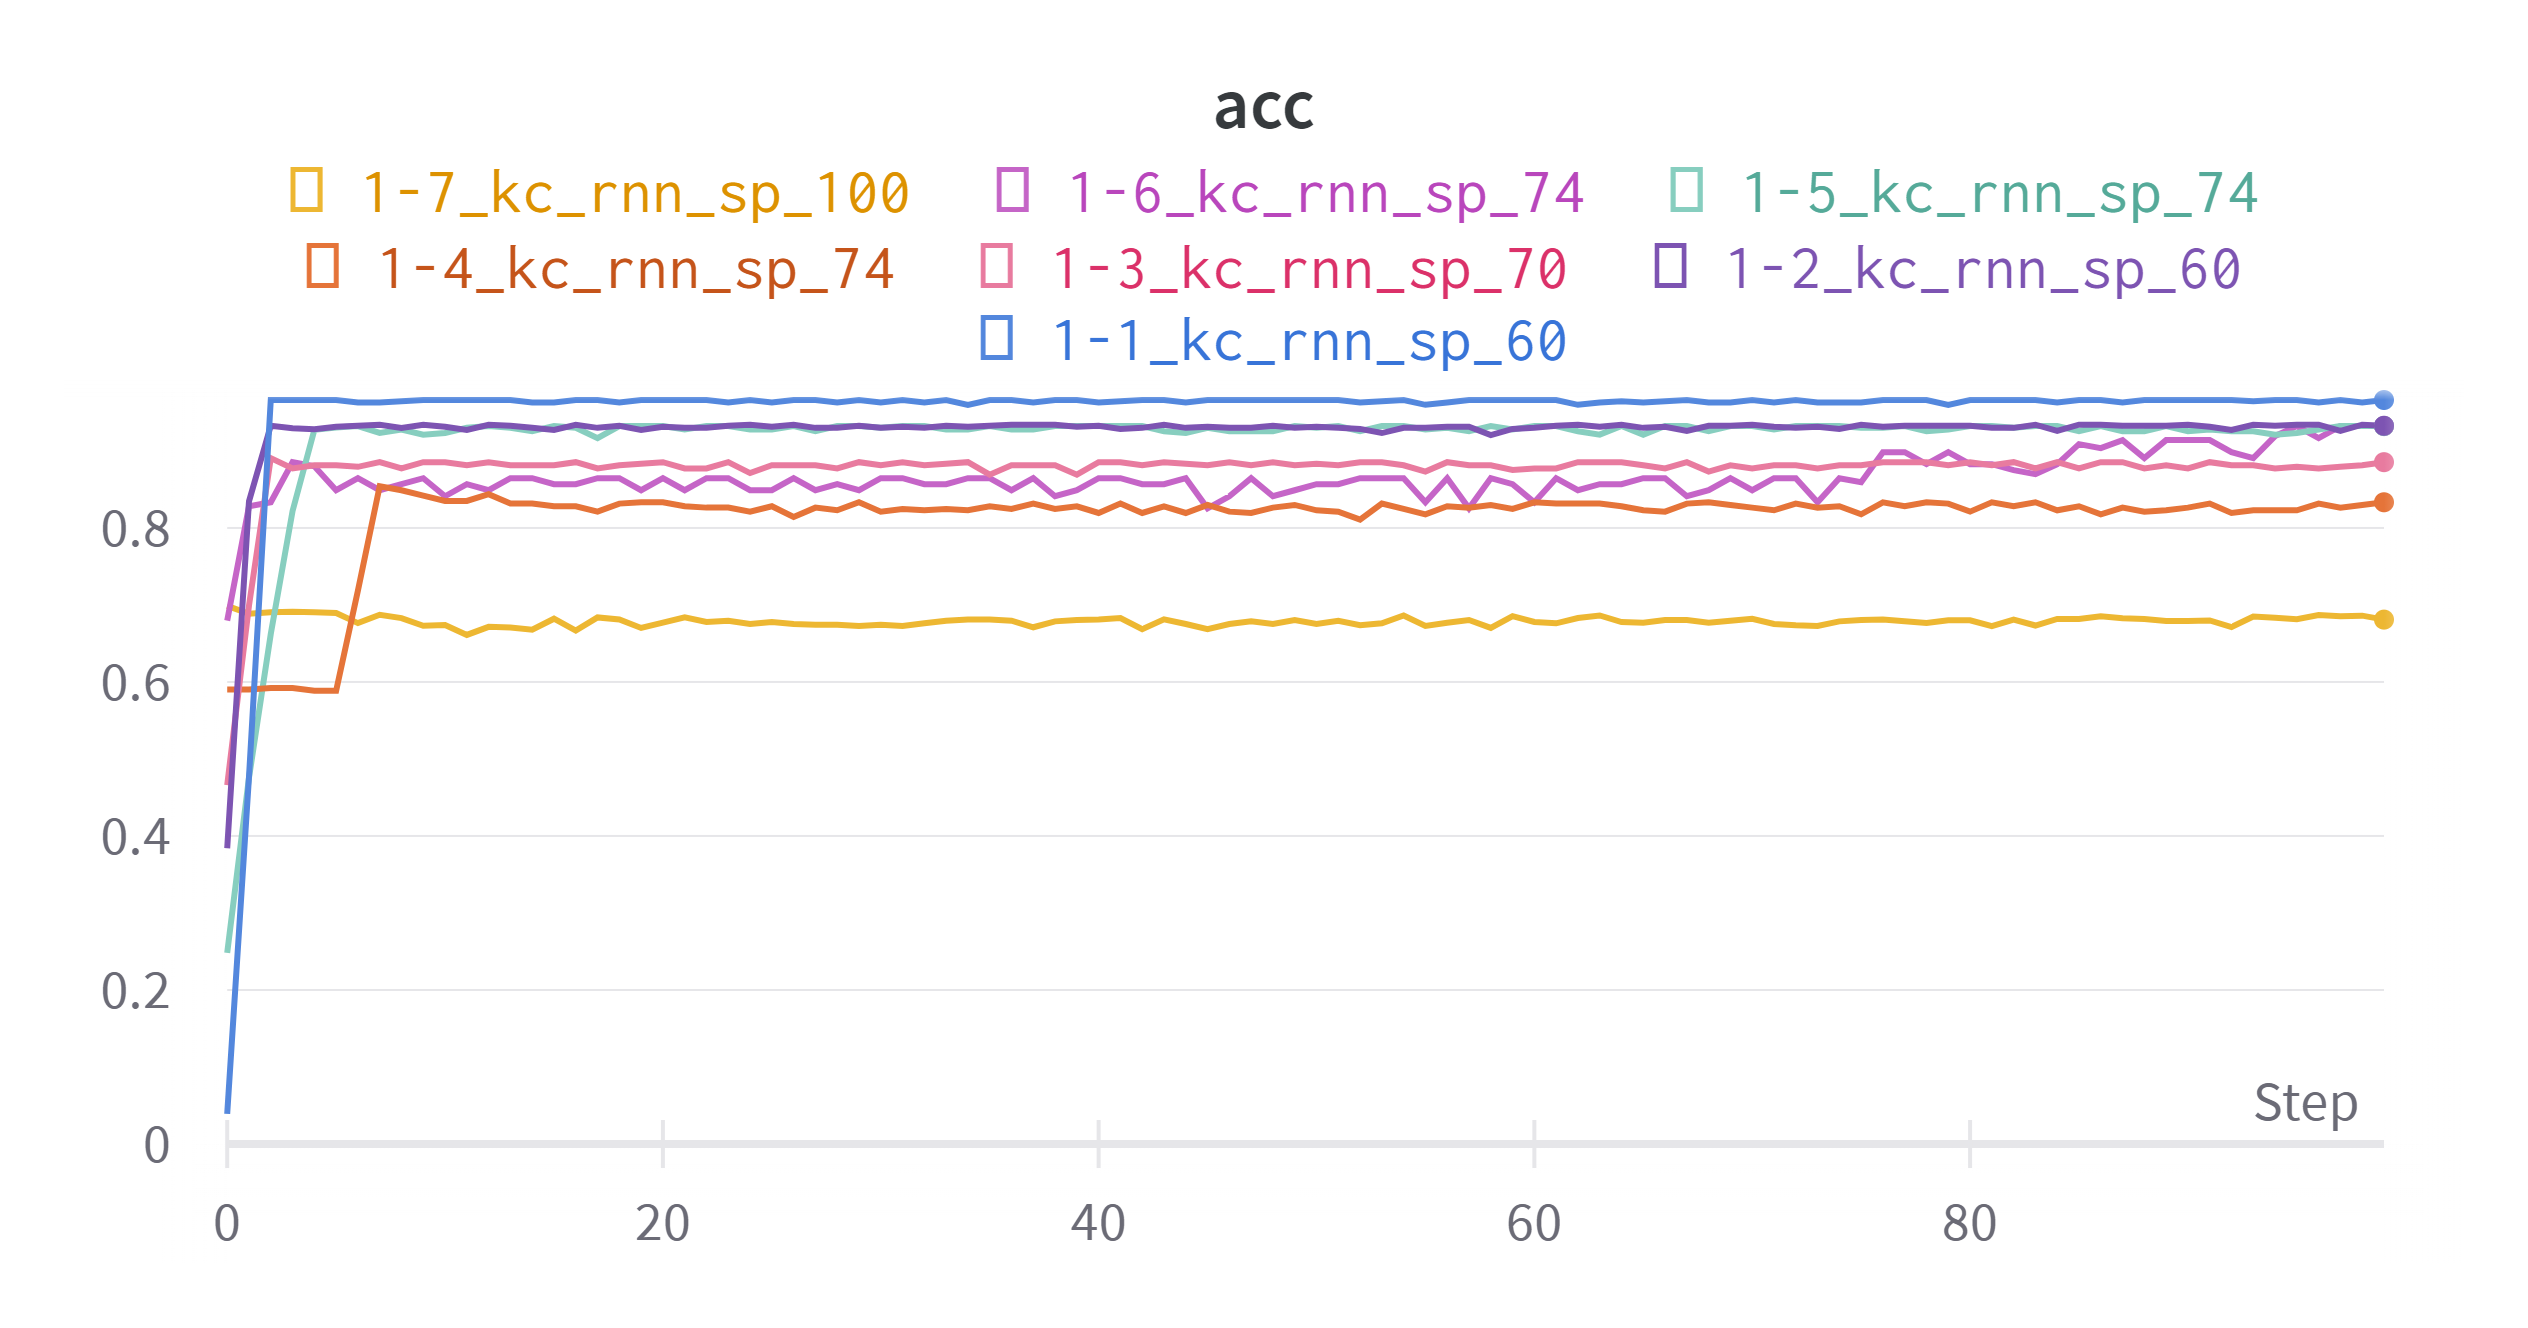 acc
1-7_kc_rnn_sp_100 1-6_kc_rnn_sp_74 1-5_kc_rnn_sp_74
1-4_kc_rnn_sp_74 1-3_kc_rnn_sp_70 1-2_kc_rnn_sp_60
1-1_kc_rnn_sp_60
0.8
0.6
0.4
0.2
Step
0
0 20 40 60 80